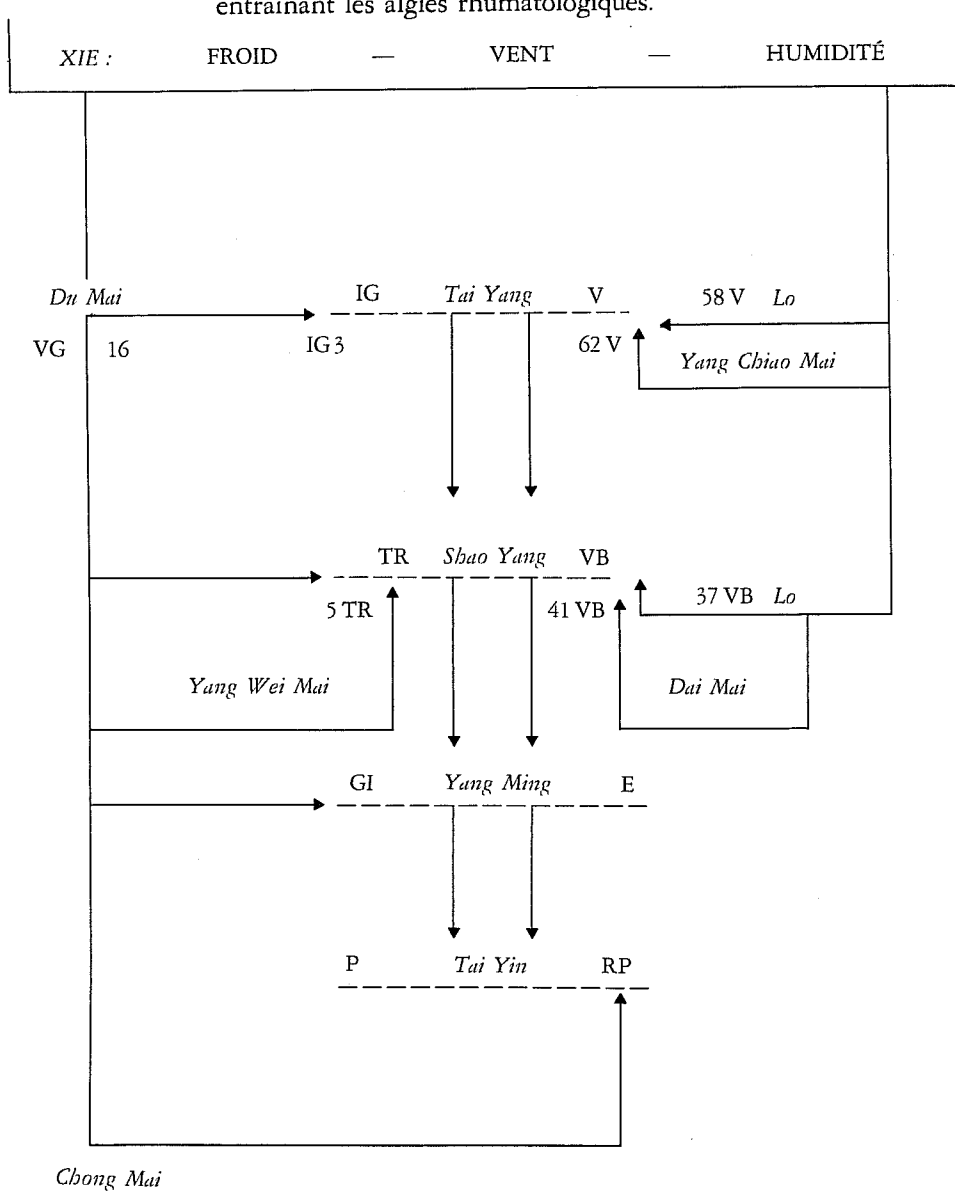 entraînant les algies rhumatologiques.
XIE : FROID — VENT — HUMIDITÉ
Du Mai IG Tai Yang V 58 V Lo
VG 16 IG 3 62 V
Yang Chiao Mai
TR Shao Yang VB
5 TR 41 VB 37 VB Lo
Yang Wei Mai Dai Mai
GI Yang Ming E
P Tai Yin RP
Chong Mai